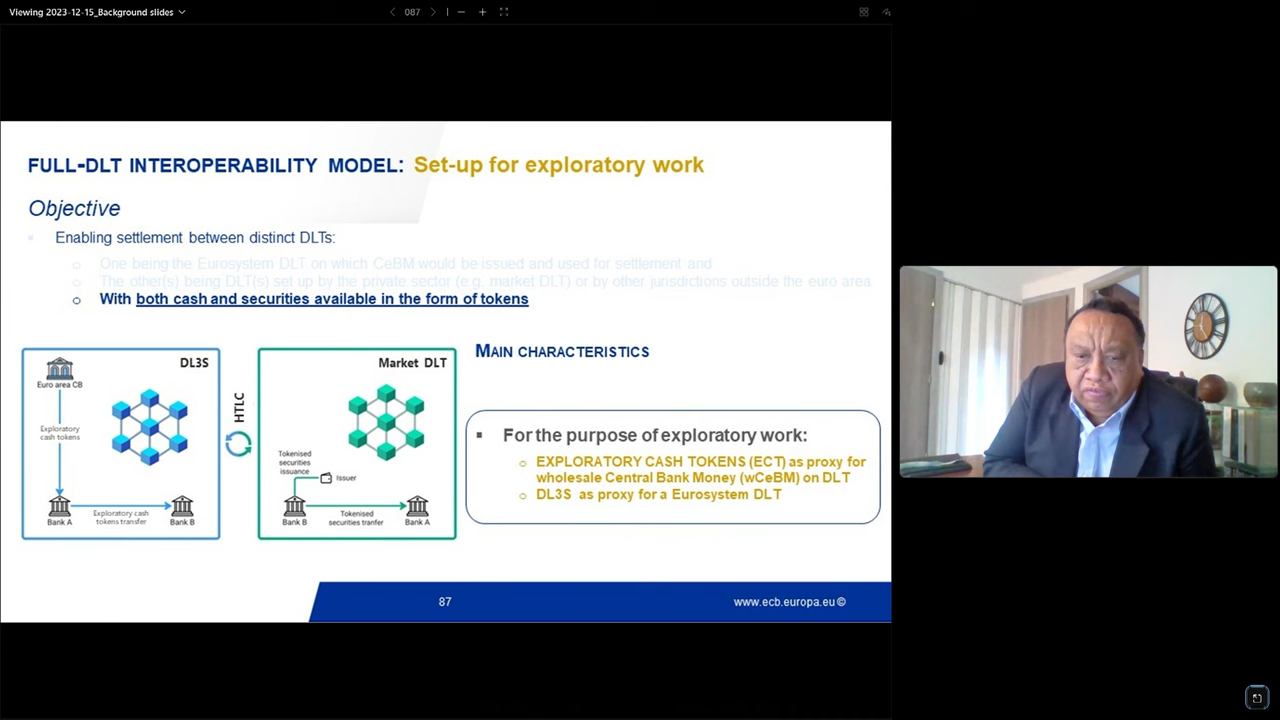 Viewing 2023-12-15_Background slides
087
FULL-DLT INTEROPERABILITY MODEL: Set-up for exploratory work
Objective
Enabling settlement between distinct DLTs:
One being the Eurosystem DLT on which CeBM would be issued and used for settlement and
The other(s) being DLT(s) set up by the private sector (e.g. market DLT) or by other jurisdictions outside the euro area
With both cash and securities available in the form of tokens
DL3S
Euro area CB
Exploratory
cash tokens
Bank A
Exploratory cash
tokens transfer
Bank B
HTLC
Market DLT
Tokenised
securities
issuance
Issuer
Bank B
Tokenised
securities tranfer
Bank A
MAIN CHARACTERISTICS
For the purpose of exploratory work:
EXPLORATORY CASH TOKENS (ECT) as proxy for
wholesale Central Bank Money (wCeBM) on DLT
DL3S as proxy for a Eurosystem DLT
87
www.ecb.europa.eu ©